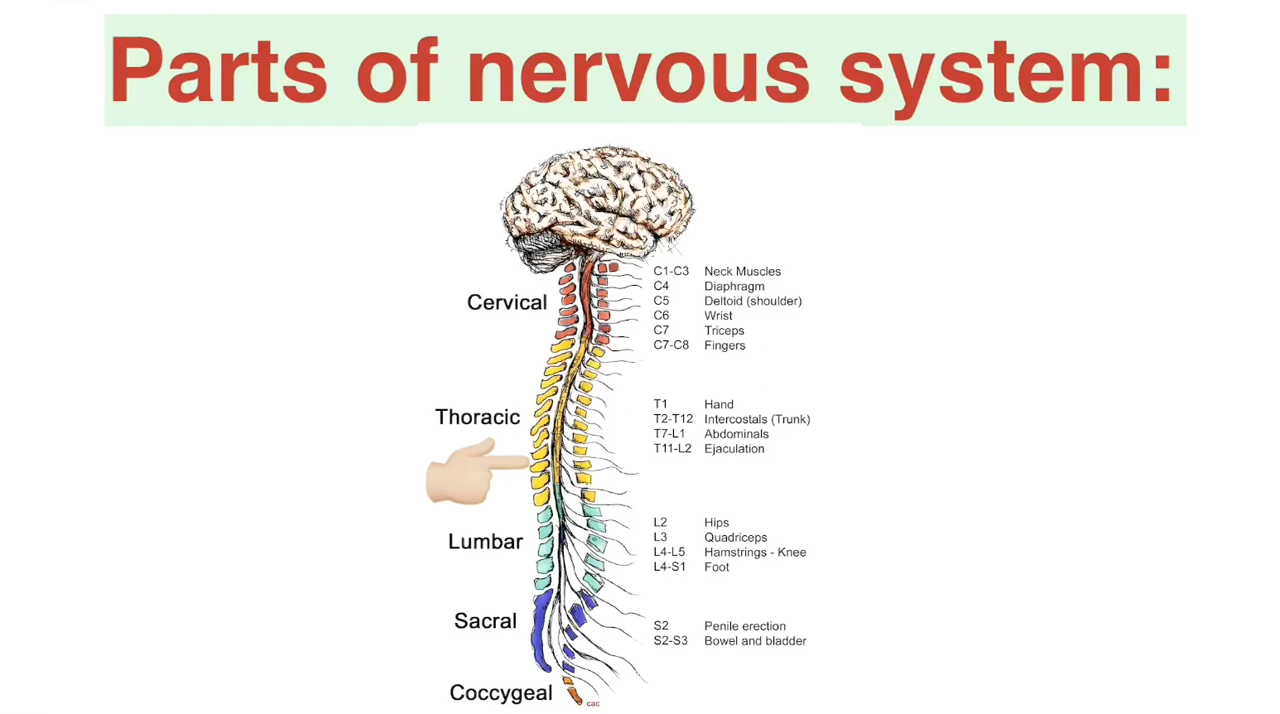 Parts of nervous system:
Cervical
C1-C3 Neck Muscles
C4 Diaphragm
C5 Deltoid (shoulder)
C6 Wrist
C7 Triceps
C7-C8 Fingers
Thoracic
T1 Hand
T2-T12 Intercostals (Trunk)
T7-L1 Abdominals
T11-L2 Ejaculation
Lumbar
L2 Hips
L3 Quadriceps
L4-L5 Hamstrings - Knee
L4-S1 Foot
Sacral
S2 Penile erection
S2-S3 Bowel and bladder
Coccygeal
cac